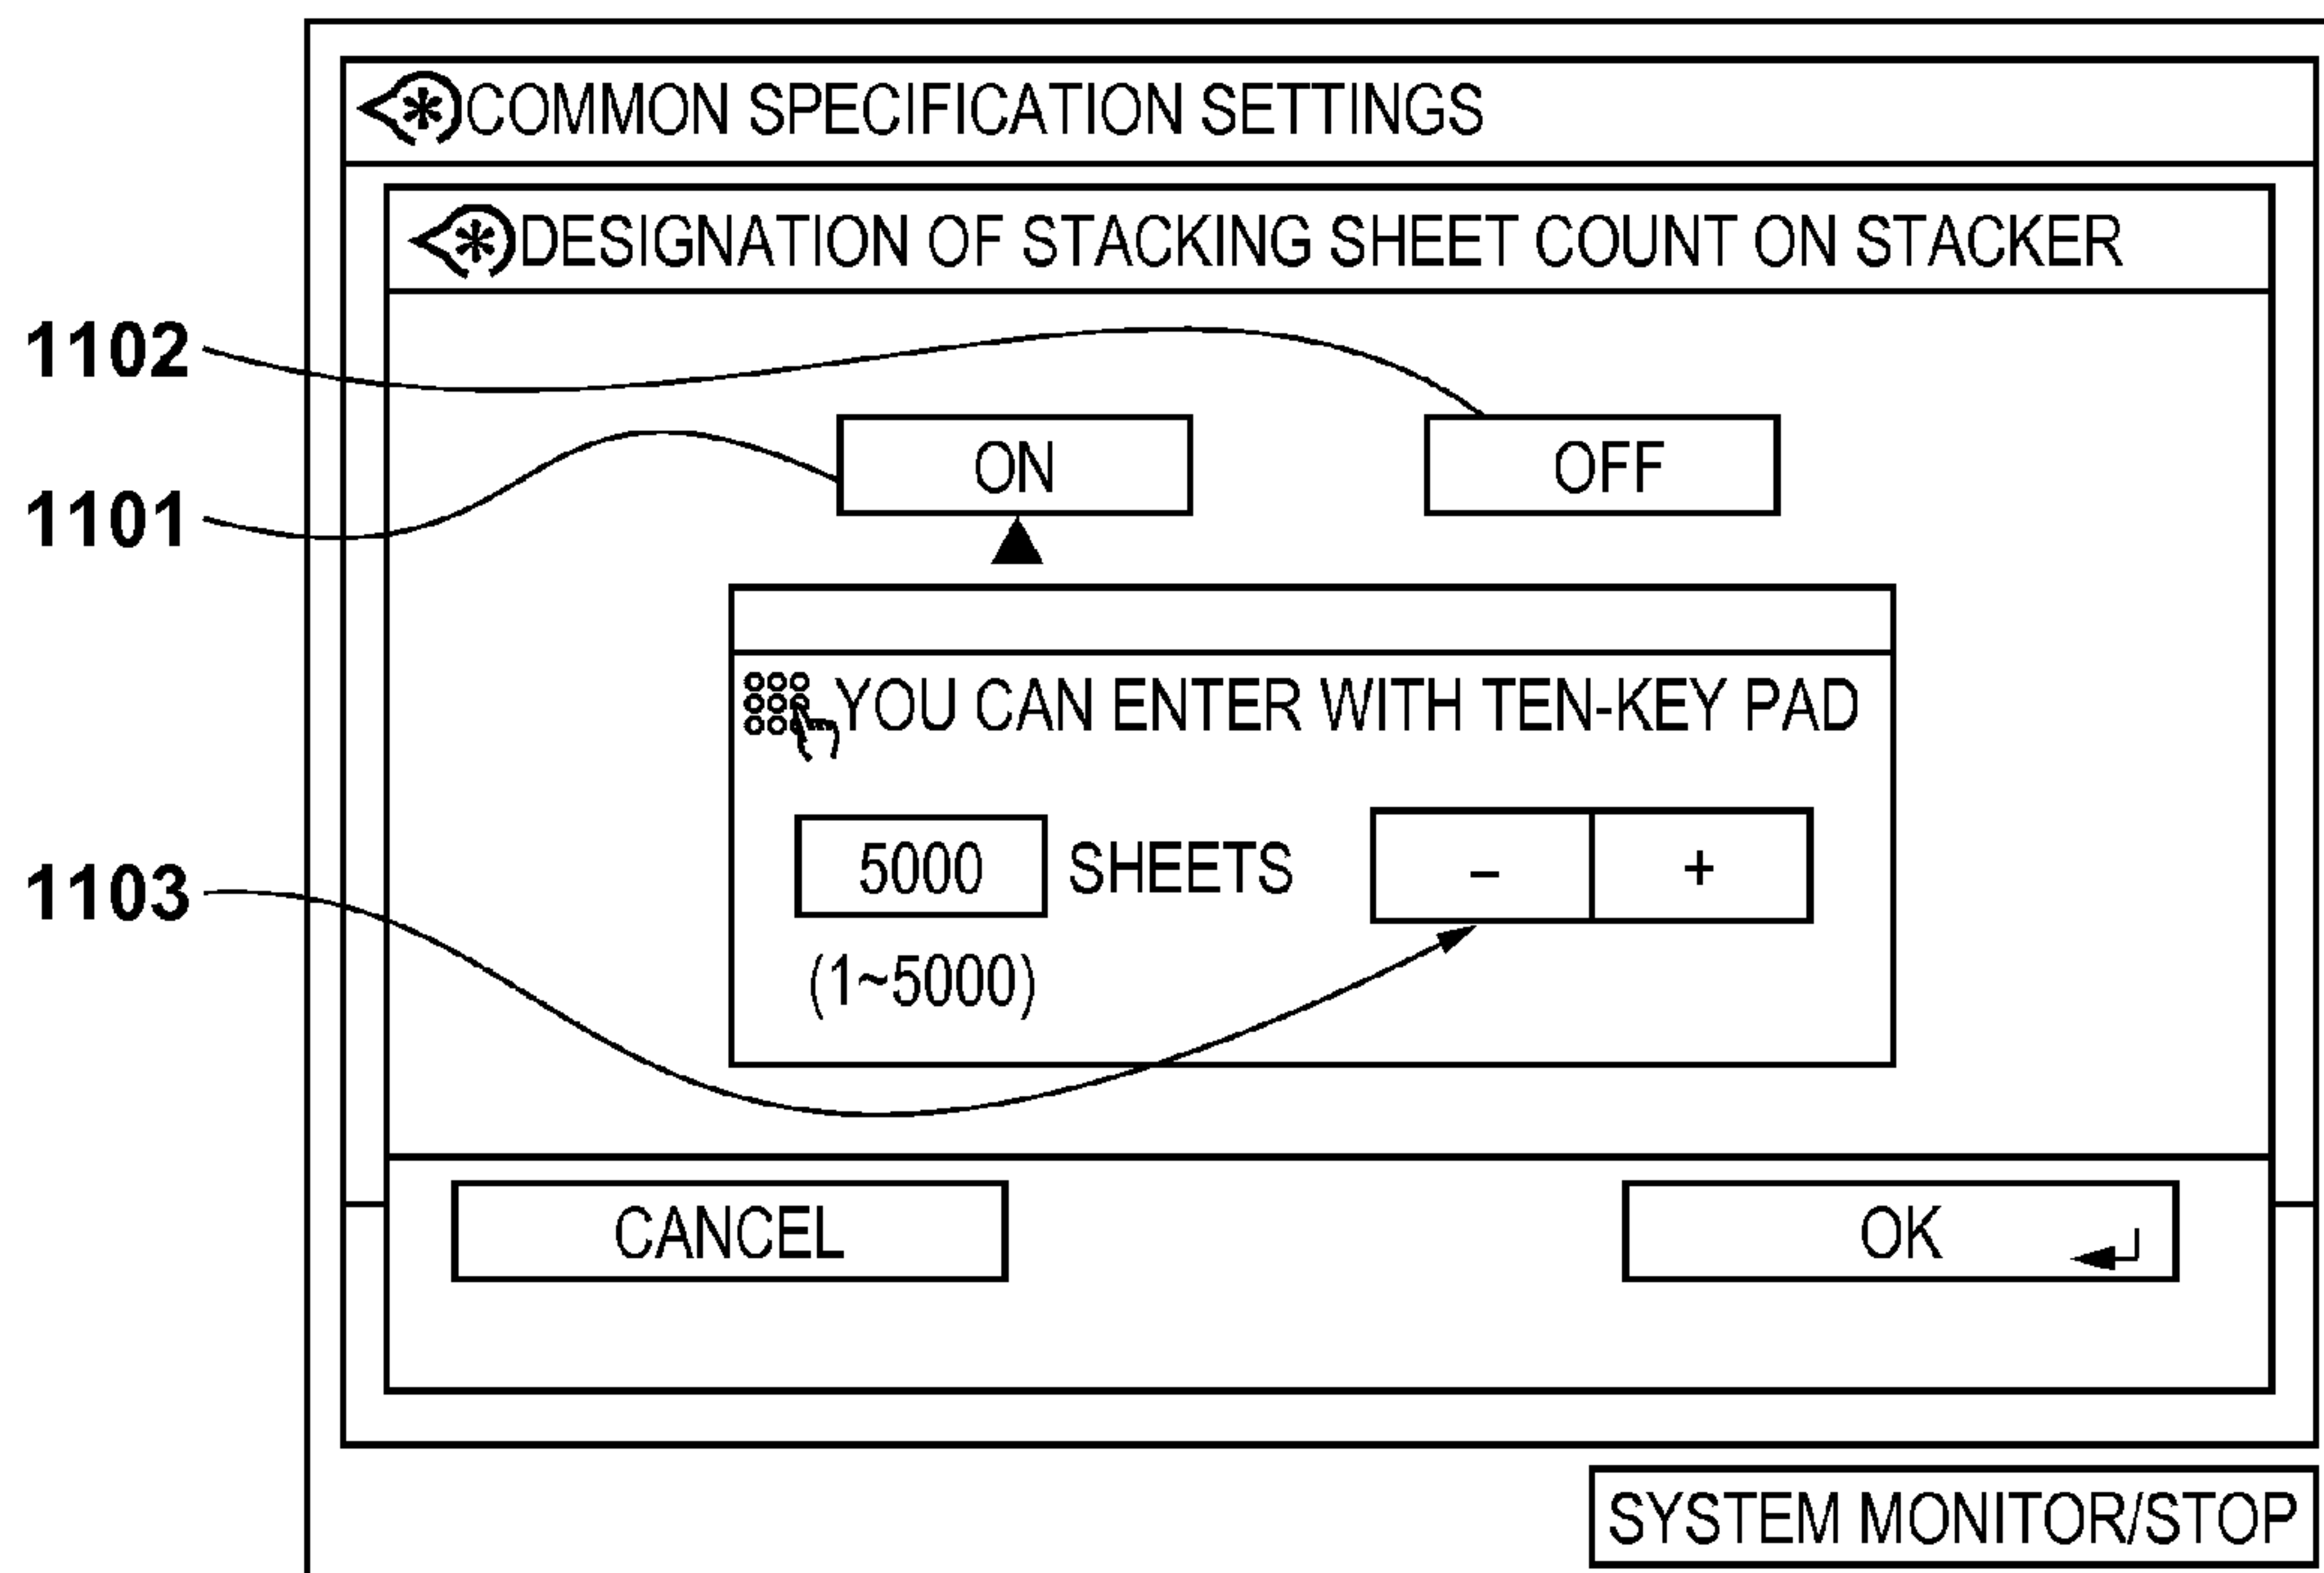 COMMON SPECIFICATION SETTINGS
DESIGNATION OF STACKING SHEET COUNT ON STACKER
1102
ON OFF
1101
YOU CAN ENTER WITH TEN-KEY PAD
1103
5000 SHEETS - +
(1~5000)
CANCEL OK
SYSTEM MONITOR/STOP